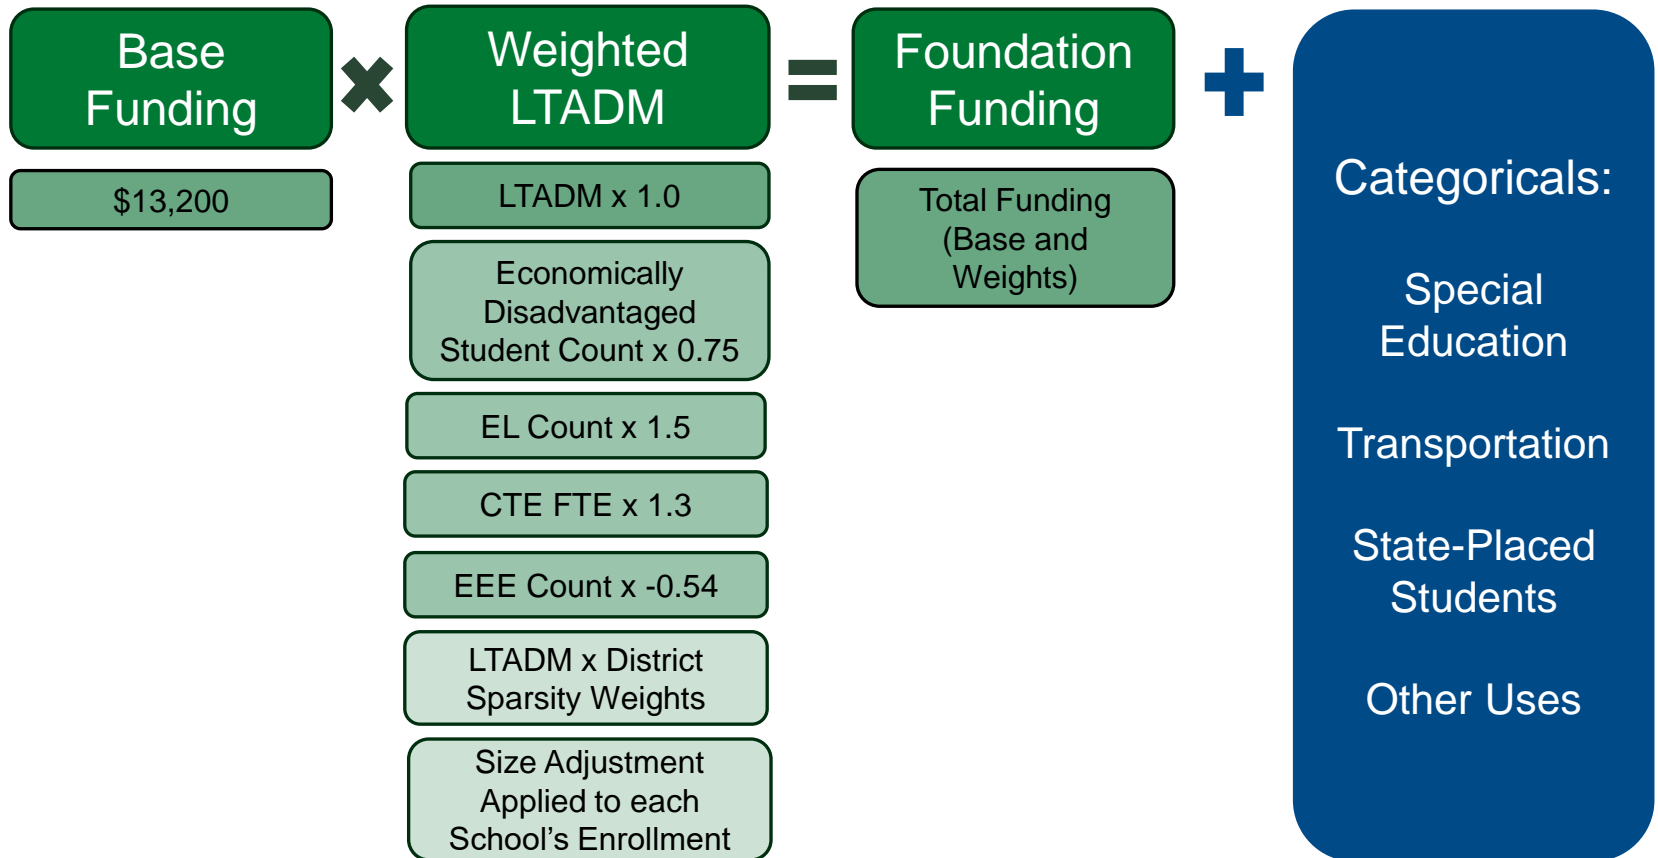 Base
Funding
$13,200
Weighted
LTADM
LTADM x 1.0
Economically
Disadvantaged
Student Count x 0.75
EL Count x 1.5
CTE FTE x 1.3
EEE Count x -0.54
LTADM x District
Sparsity Weights
Size Adjustment
Applied to each
School’s Enrollment
=
Foundation
Funding
Total Funding
(Base and
Weights)
+
Categoricals:
Special
Education
Transportation
State-Placed
Students
Other Uses